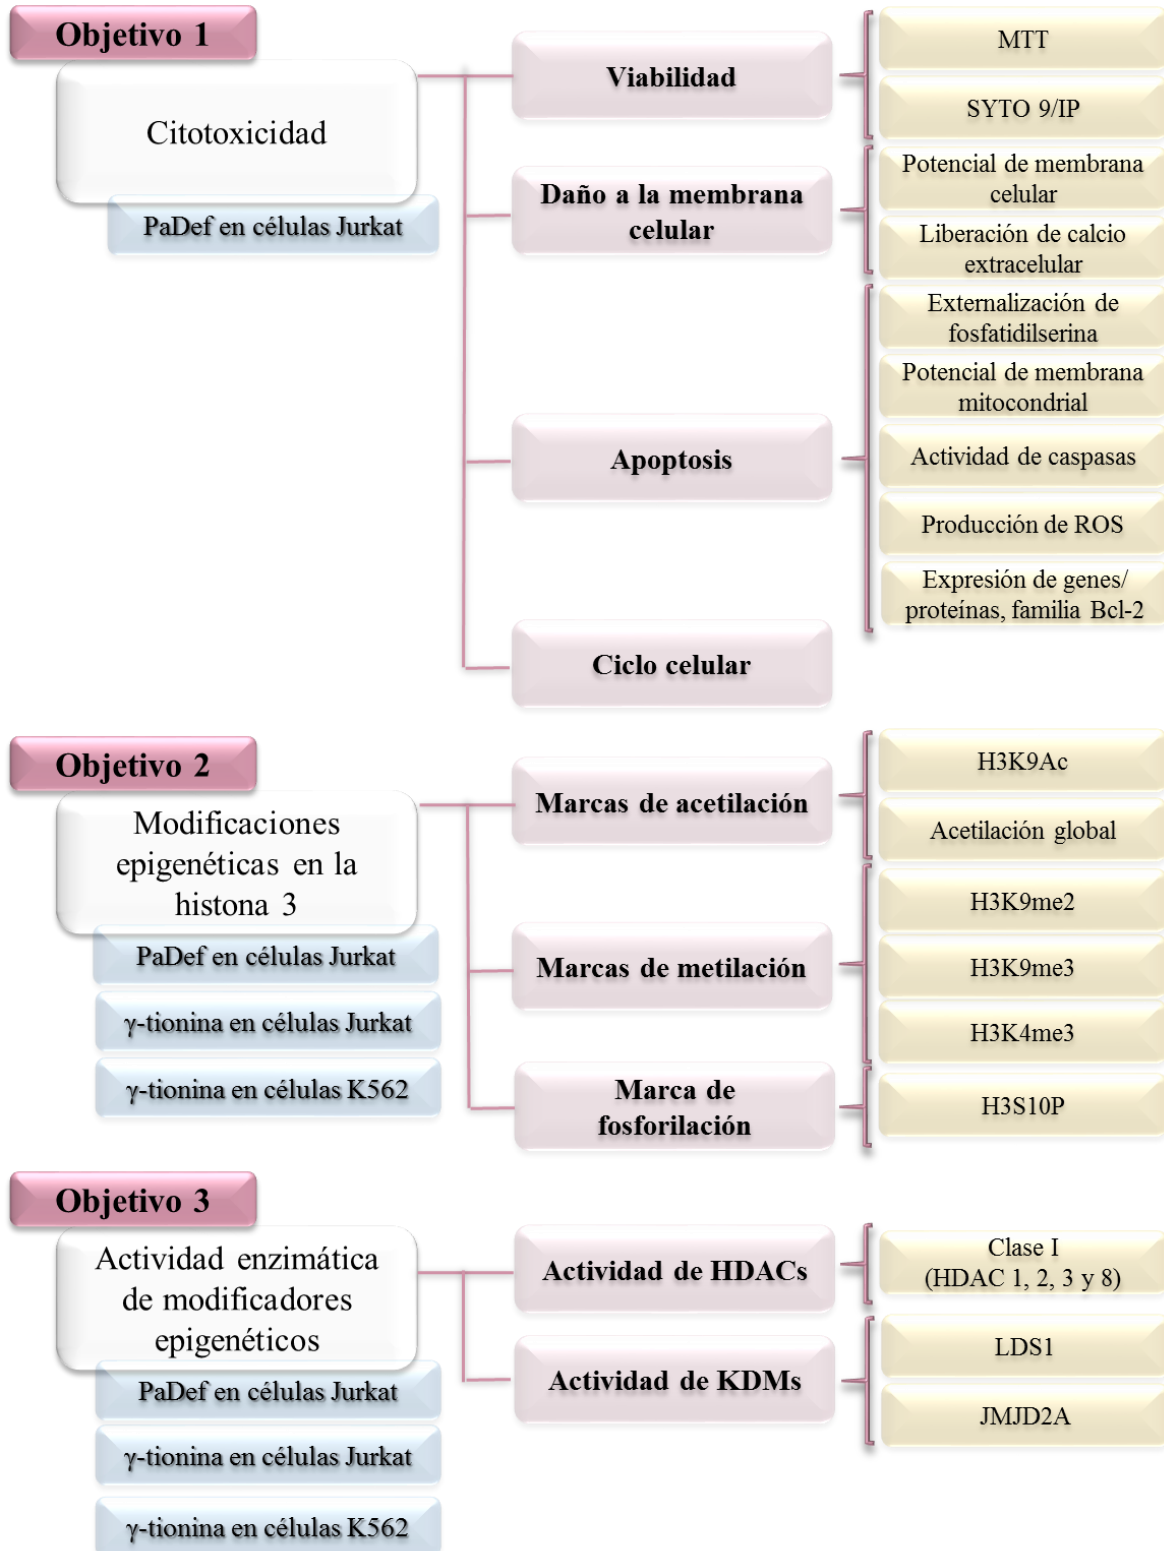 Objetivo 1
Citotoxicidad
PaDef en células Jurkat
Viabilidad
MTT
SYTO 9/IP
Daño a la membrana
celular
Potencial de membrana
celular
Liberación de calcio
extracelular
Apoptosis
Externalización de
fosfatidilserina
Potencial de membrana
mitocondrial
Actividad de caspasas
Producción de ROS
Expresión de genes/
proteínas, familia Bcl-2
Ciclo celular
Objetivo 2
Modificaciones
epigenéticas en la
histona 3
PaDef en células Jurkat
γ-tionina en células Jurkat
γ-tionina en células K562
Marcas de acetilación
H3K9Ac
Acetilación global
Marcas de metilación
H3K9me2
H3K9me3
H3K4me3
Marca de
fosforilación
H3S10P
Objetivo 3
Actividad enzimática
de modificadores
epigenéticos
PaDef en células Jurkat
γ-tionina en células Jurkat
γ-tionina en células K562
Actividad de HDACs
Clase I
(HDAC 1, 2, 3 y 8)
Actividad de KDMs
LDS1
JMJD2A